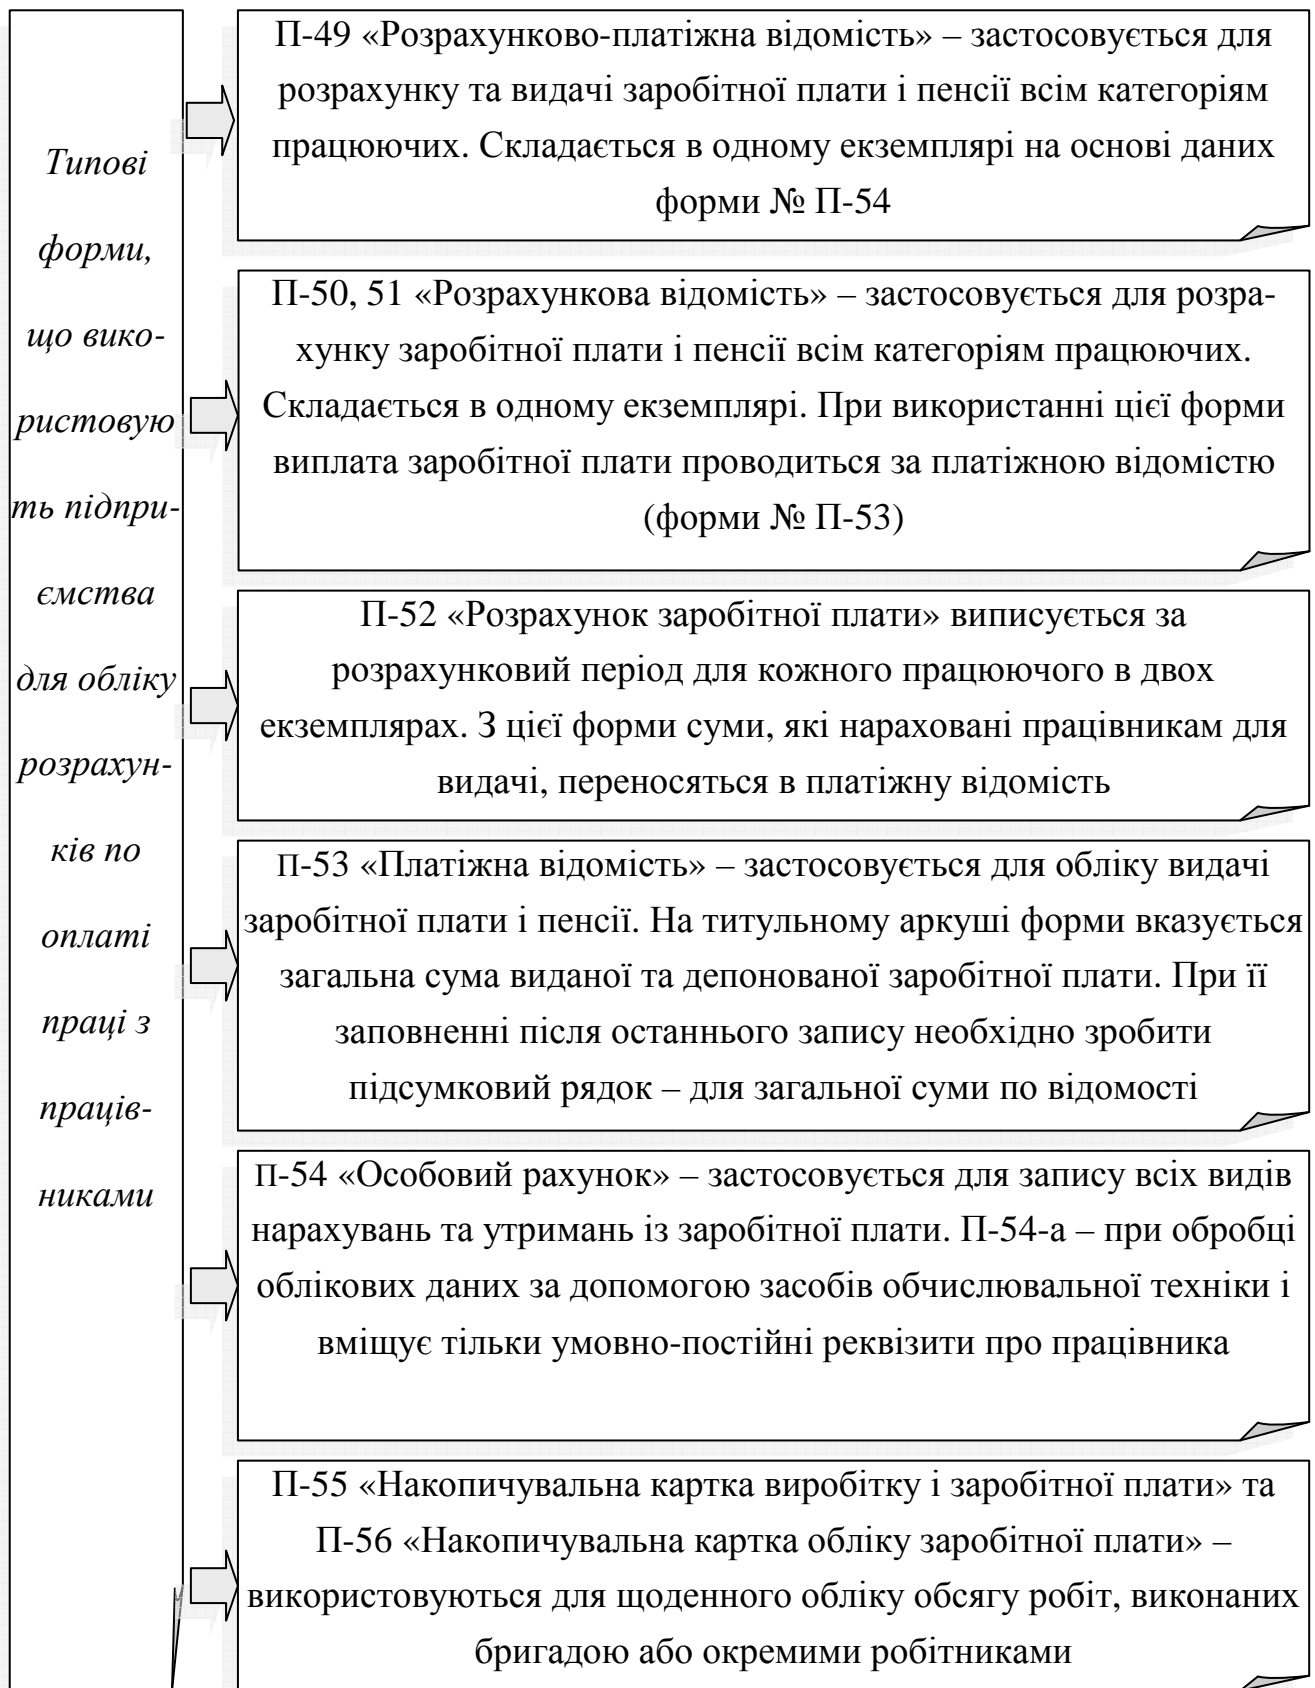 Типові
форми,
що вико-
ристовую
ть підпри-
ємства
для обліку
розрахун-
ків по
оплаті
праці з
праців-
никами
П-49 «Розрахунково-платіжна відомість» – застосовується для
розрахунку та видачі заробітної плати і пенсії всім категоріям
працюючих. Складається в одному екземплярі на основі даних
форми № П-54
П-50, 51 «Розрахункова відомість» – застосовується для розра-
хунку заробітної плати і пенсії всім категоріям працюючих.
Складається в одному екземплярі. При використанні цієї форми
виплата заробітної плати проводиться за платіжною відомістю
(форми № П-53)
П-52 «Розрахунок заробітної плати» виписується за
розрахунковий період для кожного працюючого в двох
екземплярах. З цієї форми суми, які нараховані працівникам для
видачі, переносяться в платіжну відомість
П-53 «Платіжна відомість» – застосовується для обліку видачі
заробітної плати і пенсії. На титульному аркуші форми вказується
загальна сума виданої та депонованої заробітної плати. При її
заповненні після останнього запису необхідно зробити
підсумковий рядок – для загальної суми по відомості
П-54 «Особовий рахунок» – застосовується для запису всіх видів
нарахувань та утримань із заробітної плати. П-54-а – при обробці
облікових даних за допомогою засобів обчислювальної техніки і
вміщує тільки умовно-постійні реквізити про працівника
П-55 «Накопичувальна картка виробітку і заробітної плати» та
П-56 «Накопичувальна картка обліку заробітної плати» –
використовуються для щоденного обліку обсягу робіт, виконаних
бригадою або окремими робітниками